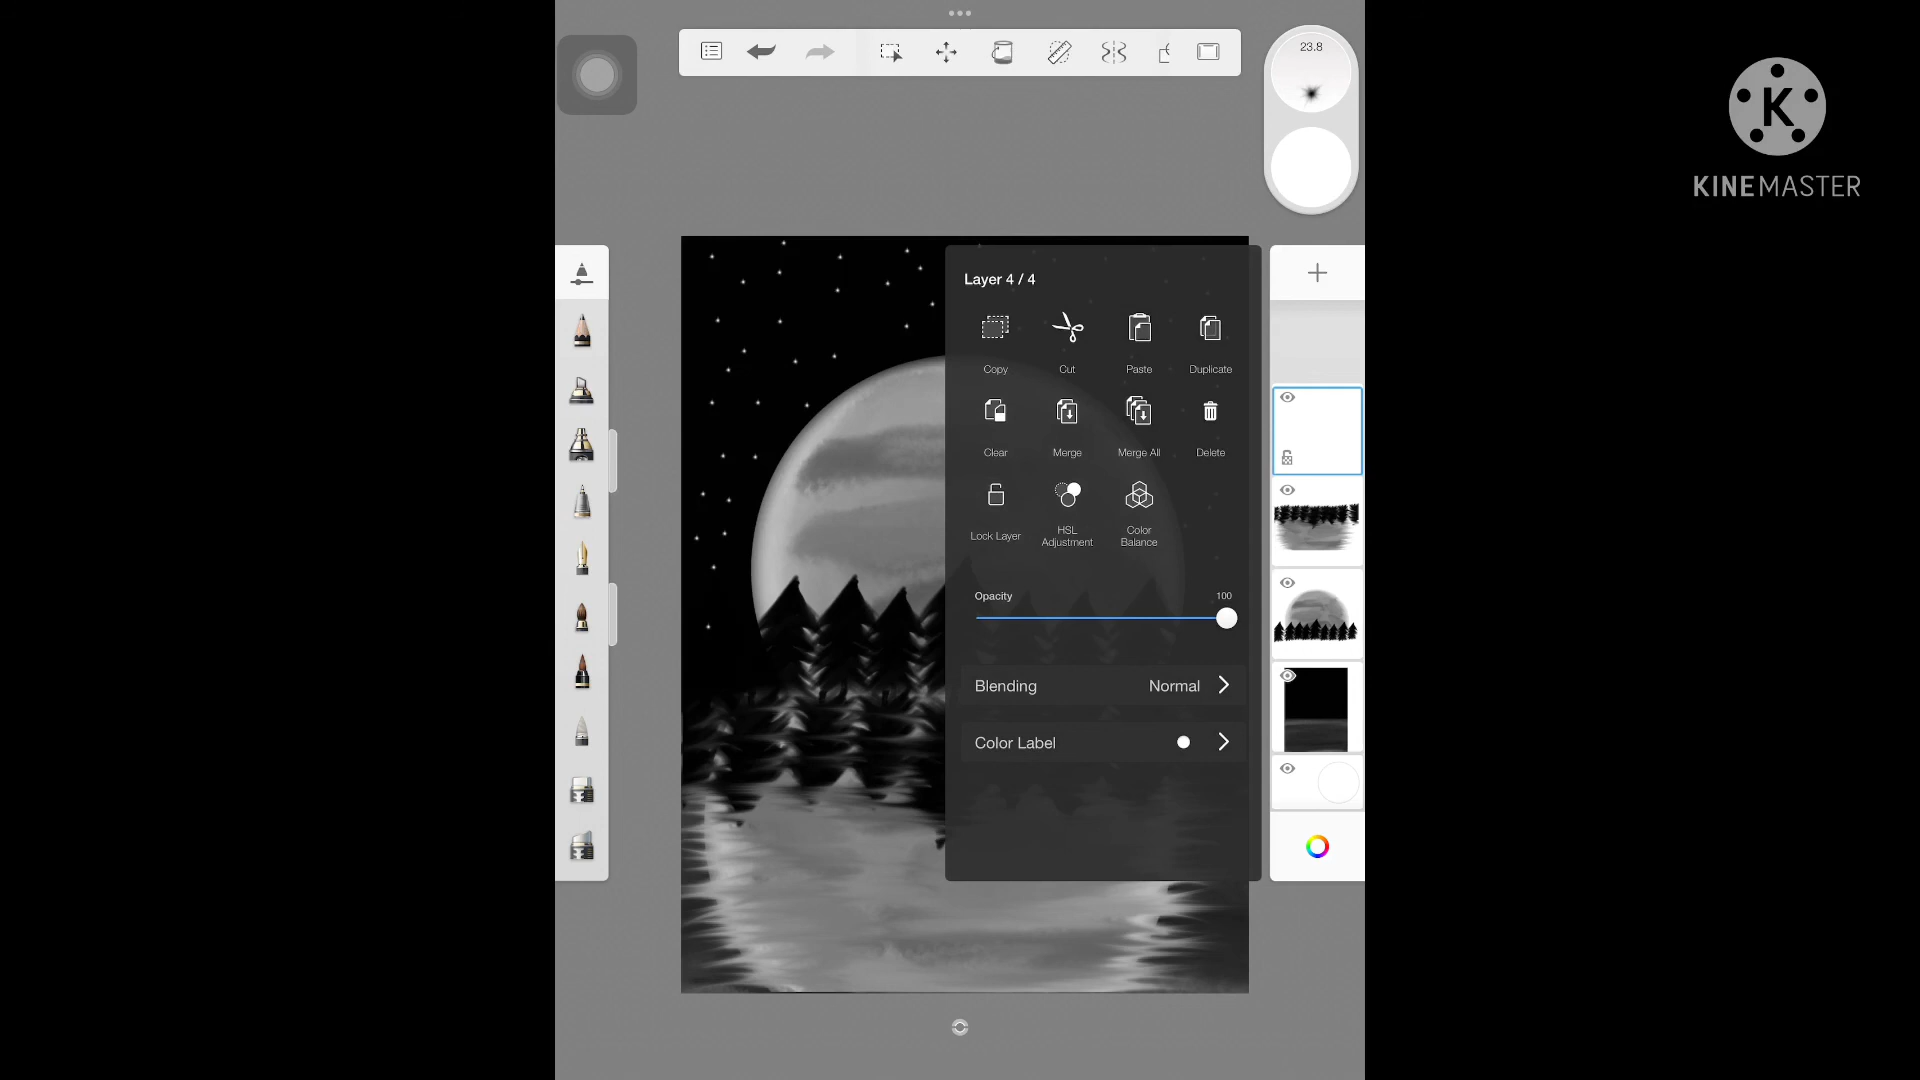 23.8
KINEMASTER
Layer 4 / 4
Copy Cut Paste Duplicate
Clear Merge Merge All Delete
Lock Layer HSL Adjustment Color Balance
Opacity 100
Blending Normal
Color Label